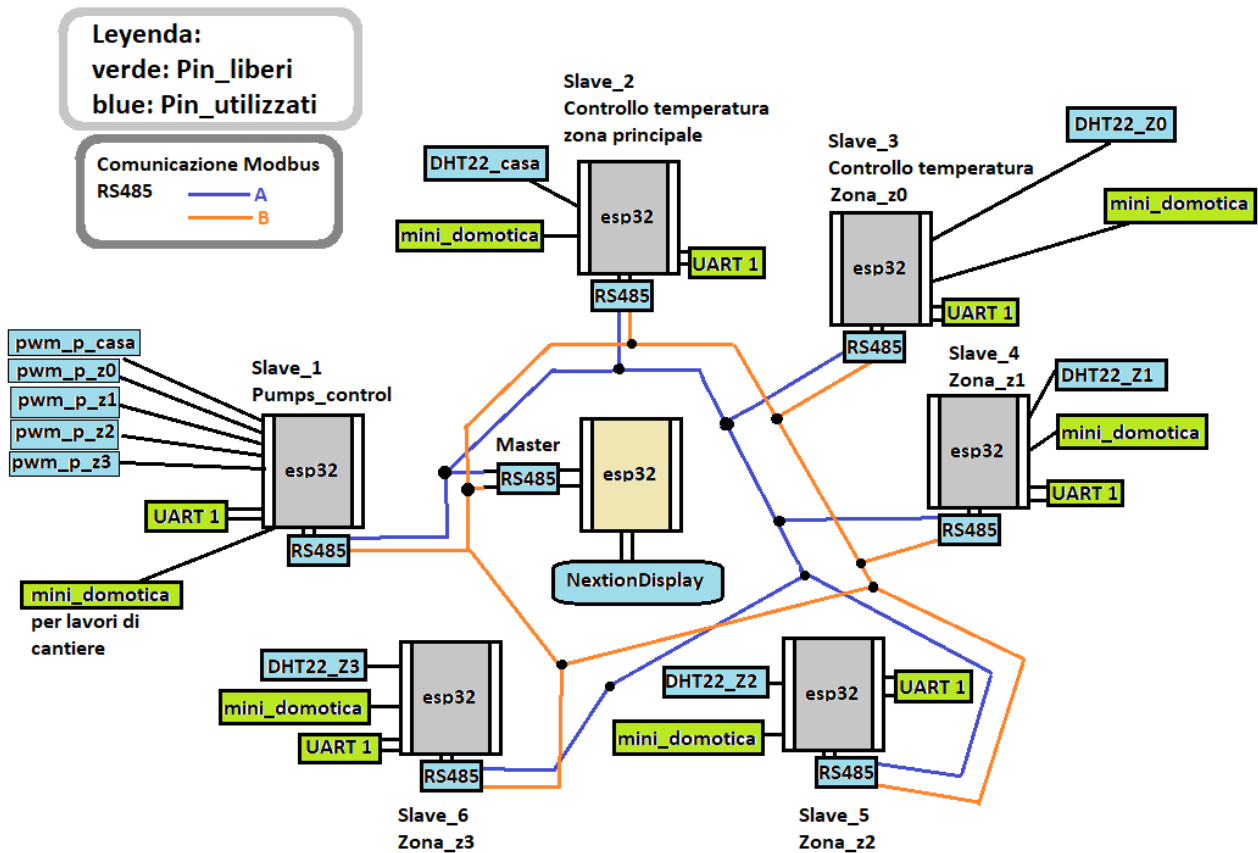 Leyenda:
verde: Pin_liberi
blue: Pin_utilizzati
Comunicazione Modbus
RS485
A
B
Slave_2
Controllo temperatura
zona principale
DHT22_casa
mini_domotica
esp32
UART 1
RS485
Slave_3
Controllo temperatura
Zona_z0
DHT22_Z0
mini_domotica
esp32
UART 1
RS485
Slave_4
Zona_z1
DHT22_Z1
mini_domotica
esp32
UART 1
RS485
pwm_p_casa
pwm_p_z0
pwm_p_z1
pwm_p_z2
pwm_p_z3
Slave_1
Pumps_control
esp32
UART 1
RS485
mini_domotica
per lavori di
cantiere
Master
RS485
esp32
NextionDisplay
DHT22_Z3
mini_domotica
UART 1
esp32
RS485
Slave_6
Zona_z3
DHT22_Z2
mini_domotica
esp32
UART 1
RS485
Slave_5
Zona_z2